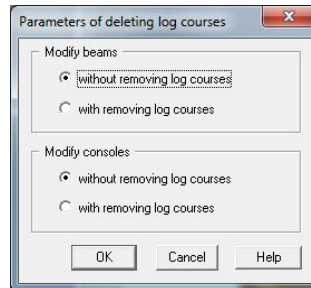 Parameters of deleting log courses
Modify beams
without removing log courses
with removing log courses
Modify consoles
without removing log courses
with removing log courses
OK Cancel Help